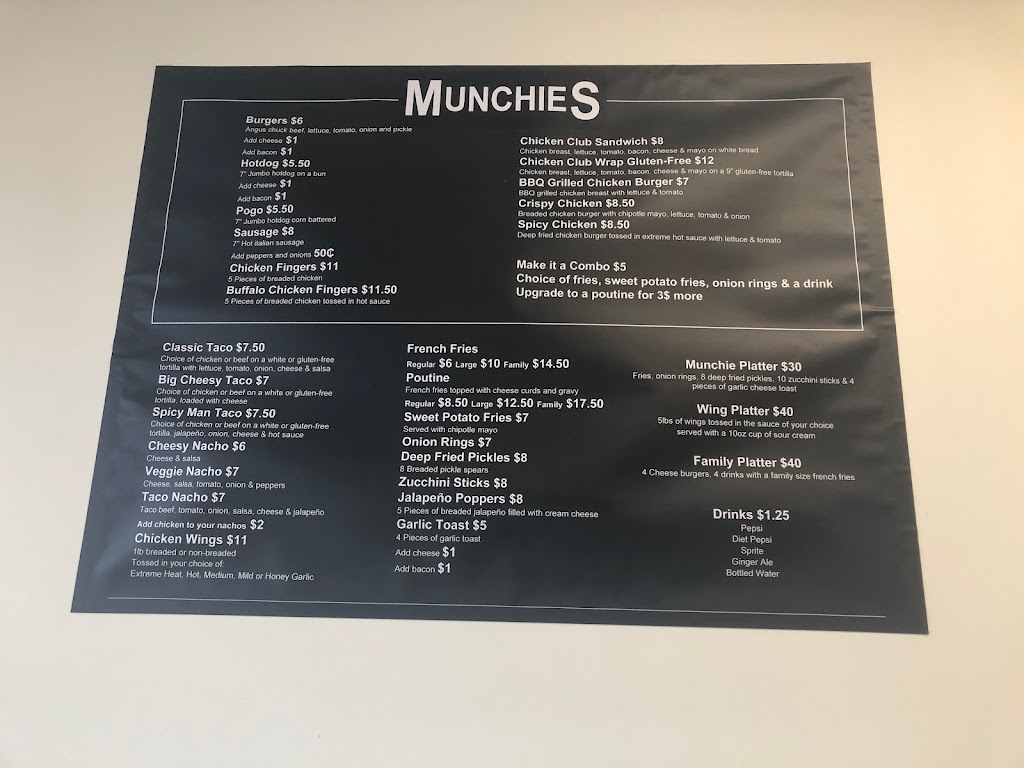 MUNCHIES
Burgers $6
Angus chuck beef, lettuce, tomato, onion and pickle
Add cheese $1
Add bacon $1
Hotdog $5.50
7" Jumbo hotdog on a bun
Add cheese $1
Add bacon $1
Pogo $5.50
7" Jumbo hotdog corn battered
Sausage $8
7" Hot italian sausage
Add peppers and onions 50₵
Chicken Fingers $11
5 Pieces of breaded chicken
Buffalo Chicken Fingers $11.50
5 Pieces of breaded chicken tossed in hot sauce
Chicken Club Sandwich $8
Chicken breast, lettuce, tomato, bacon, cheese & mayo on white bread
Chicken Club Wrap Gluten-Free $12
Chicken breast, lettuce, tomato, bacon, cheese & mayo on a 9" gluten-free tortilla
BBQ Grilled Chicken Burger $7
BBQ grilled chicken breast with lettuce & tomato
Crispy Chicken $8.50
Breaded chicken burger with chipotle mayo, lettuce, tomato & onion
Spicy Chicken $8.50
Deep fried chicken burger tossed in extreme hot sauce with lettuce & tomato
Make it a Combo $5
Choice of fries, sweet potato fries, onion rings & a drink
Upgrade to a poutine for 3$ more
Classic Taco $7.50
Choice of chicken or beef on a white or gluten-free
tortilla with lettuce, tomato, onion, cheese & salsa
Big Cheesy Taco $7
Choice of chicken or beef on a white or gluten-free
tortilla, loaded with cheese
Spicy Man Taco $7.50
Choice of chicken or beef on a white or gluten-free
tortilla, jalapeño, onion, cheese & hot sauce
Cheesy Nacho $6
Cheese & salsa
Veggie Nacho $7
Cheese, salsa, tomato, onion & peppers
Taco Nacho $7
Taco beef, tomato, onion, salsa, cheese & jalapeño
Add chicken to your nachos $2
Chicken Wings $11
1lb breaded or non-breaded
Tossed in your choice of:
Extreme Heat, Hot, Medium, Mild or Honey Garlic
French Fries
Regular $6 Large $10 Family $14.50
Poutine
French fries topped with cheese curds and gravy
Regular $8.50 Large $12.50 Family $17.50
Sweet Potato Fries $7
Served with chipotle mayo
Onion Rings $7
Deep Fried Pickles $8
8 Breaded pickle spears
Zucchini Sticks $8
Jalapeño Poppers $8
5 Pieces of breaded jalapeño filled with cream cheese
Garlic Toast $5
4 Pieces of garlic toast
Add cheese $1
Add bacon $1
Munchie Platter $30
Fries, onion rings, 8 deep fried pickles, 10 zucchini sticks & 4
pieces of garlic cheese toast
Wing Platter $40
5lbs of wings tossed in the sauce of your choice
served with a 10oz cup of sour cream
Family Platter $40
4 Cheese burgers, 4 drinks with a family size french fries
Drinks $1.25
Pepsi
Diet Pepsi
Sprite
Ginger Ale
Bottled Water